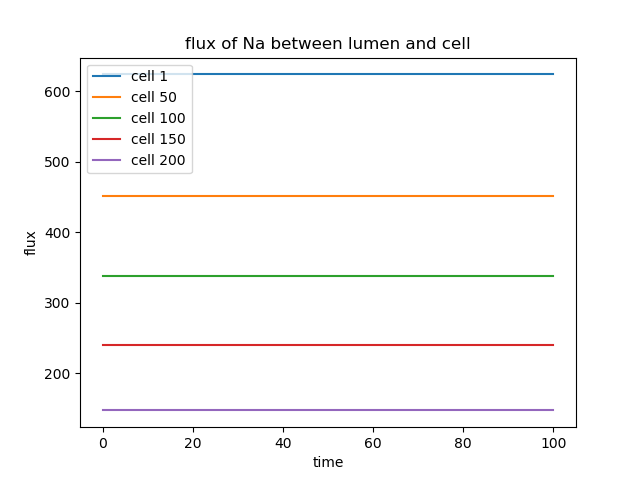 flux of Na between lumen and cell
cell 1
cell 50
cell 100
cell 150
cell 200
600
500
400
300
200
flux
0 20 40 60 80 100
time